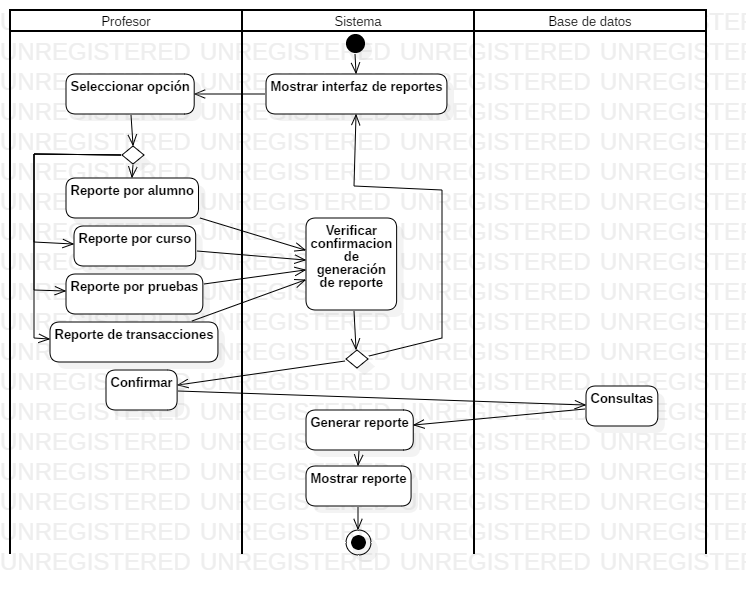 Profesor
Sistema
Base de datos
Seleccionar opción
Mostrar interfaz de reportes
Reporte por alumno
Reporte por curso
Reporte por pruebas
Reporte de transacciones
Verificar
confirmacion
de
generación
de reporte
Confirmar
Consultas
Generar reporte
Mostrar reporte
UNREGISTERED UNREGISTERED UNREGISTERED UNREGISTERED